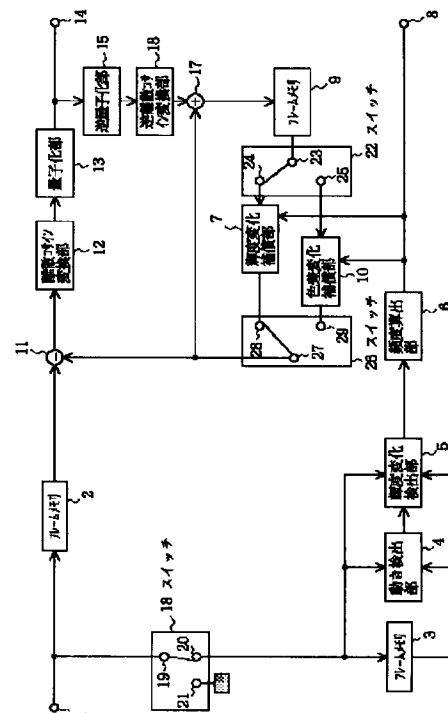 14
15
逆量子化部
18
逆離散コサイン変換部
17
量子化部
13
離散コサイン変換部
12
11
フレームメモリ
9
22 スイッチ
23
24
25
7
輝度変化補償部
10
色差変化補償部
26 スイッチ
27
28
29
8
6
頻度算出部
5
輝度変化検出部
4
動き検出部
フレームメモリ
3
フレームメモリ
2
18 スイッチ
19
20
21